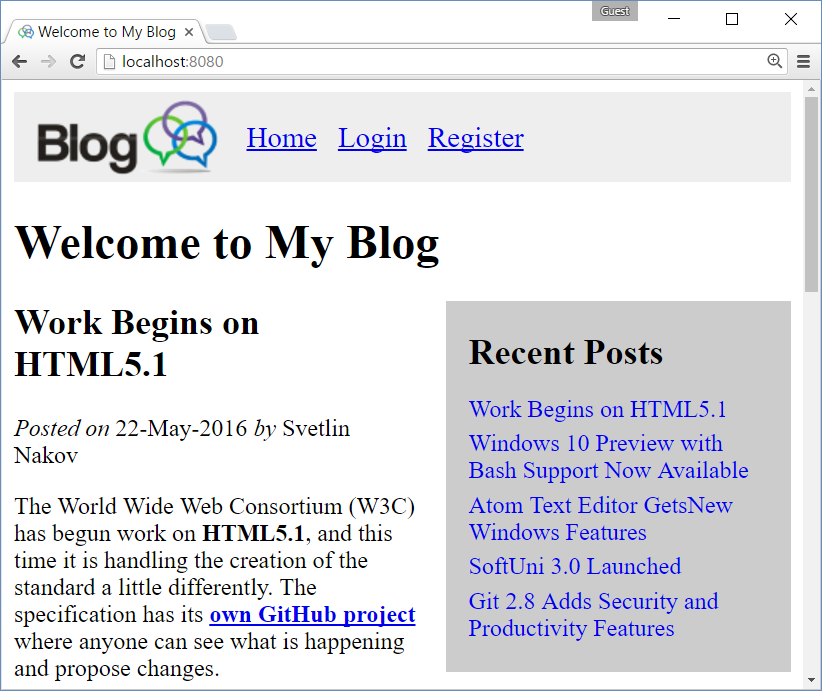 Guest
Welcome to My Blog
localhost:8080
Blog Home Login Register
Welcome to My Blog
Work Begins on
HTML5.1
Posted on 22-May-2016 by Svetlin
Nakov
The World Wide Web Consortium (W3C)
has begun work on HTML5.1, and this
time it is handling the creation of the
standard a little differently. The
specification has its own GitHub project
where anyone can see what is happening
and propose changes.
Recent Posts
Work Begins on HTML5.1
Windows 10 Preview with
Bash Support Now Available
Atom Text Editor GetsNew
Windows Features
SoftUni 3.0 Launched
Git 2.8 Adds Security and
Productivity Features